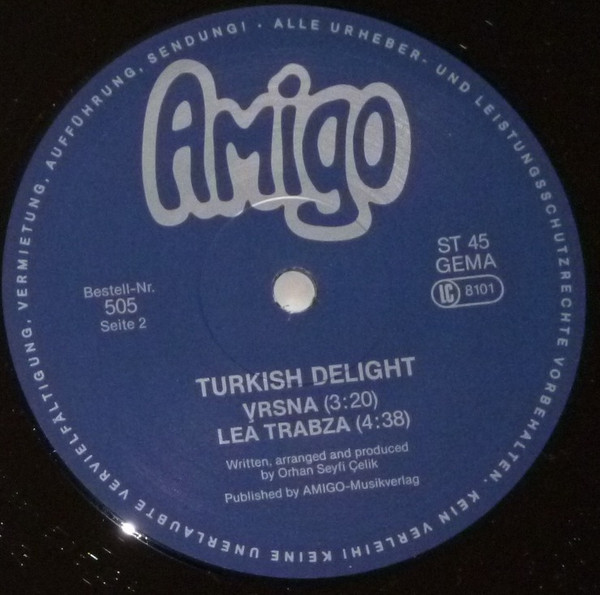 ALLE URHEBER- UND LEISTUNGSSCHUTZRECHTE VORBEHALTEN. KEIN VERLEIH! KEINE UNERLAUBTE VERVIELFÄLTIGUNG, VERMIETUNG, AUFFÜHRUNG, SENDUNG! ·
Amigo
ST 45
GEMA
LC 8101
Bestell-Nr.
505
Seite 2
TURKISH DELIGHT
VRSNA (3:20)
LEA TRABZA (4:38)
Written, arranged and produced
by Orhan Seyfi Çelik
Published by AMIGO-Musikverlag